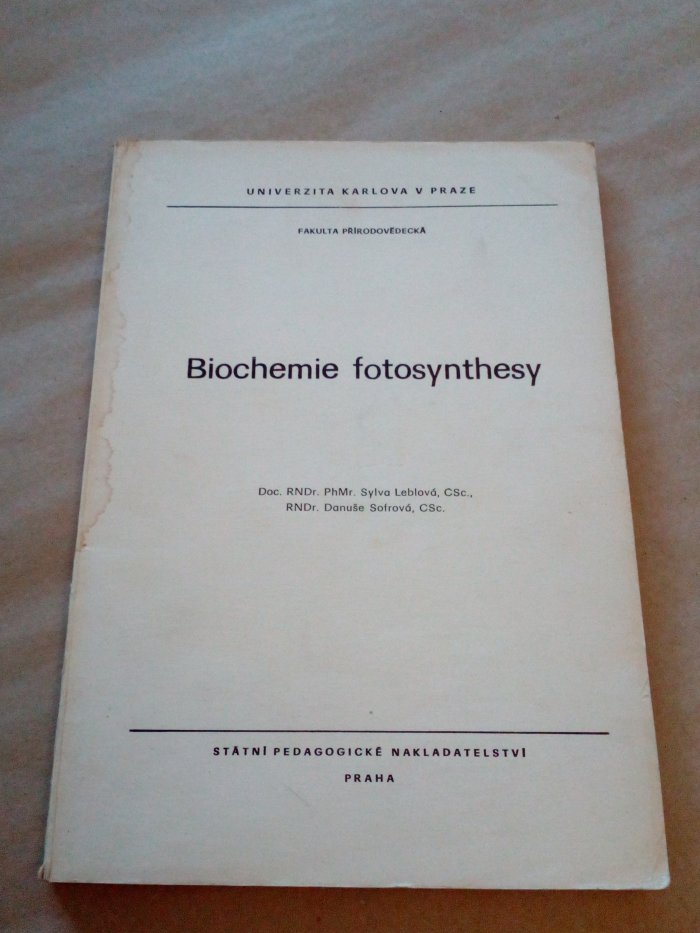 UNIVERZITA KARLOVA V PRAZE
FAKULTA PŘÍRODOVĚDECKÁ
Biochemie fotosynthesy
Doc. RNDr. PhMr. Sylva Leblová, CSc.,
RNDr. Danuše Sofrová, CSc.
STÁTNÍ PEDAGOGICKÉ NAKLADATELSTVÍ
PRAHA